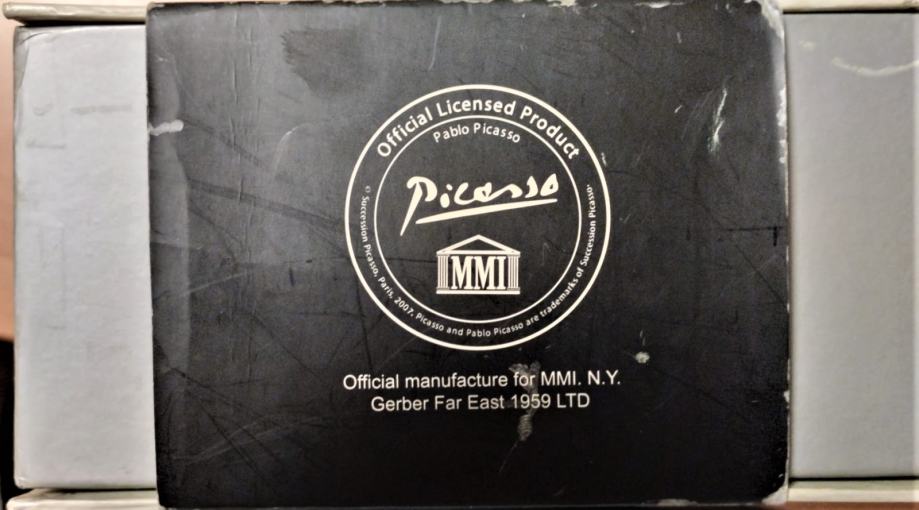 Official Licensed Product
Pablo Picasso
Picasso
MMI
© Succession Picasso, Paris, 2007. Picasso and Pablo Picasso are trademarks of Succession Picasso.
Official manufacture for MMI. N.Y.
Gerber Far East 1959 LTD